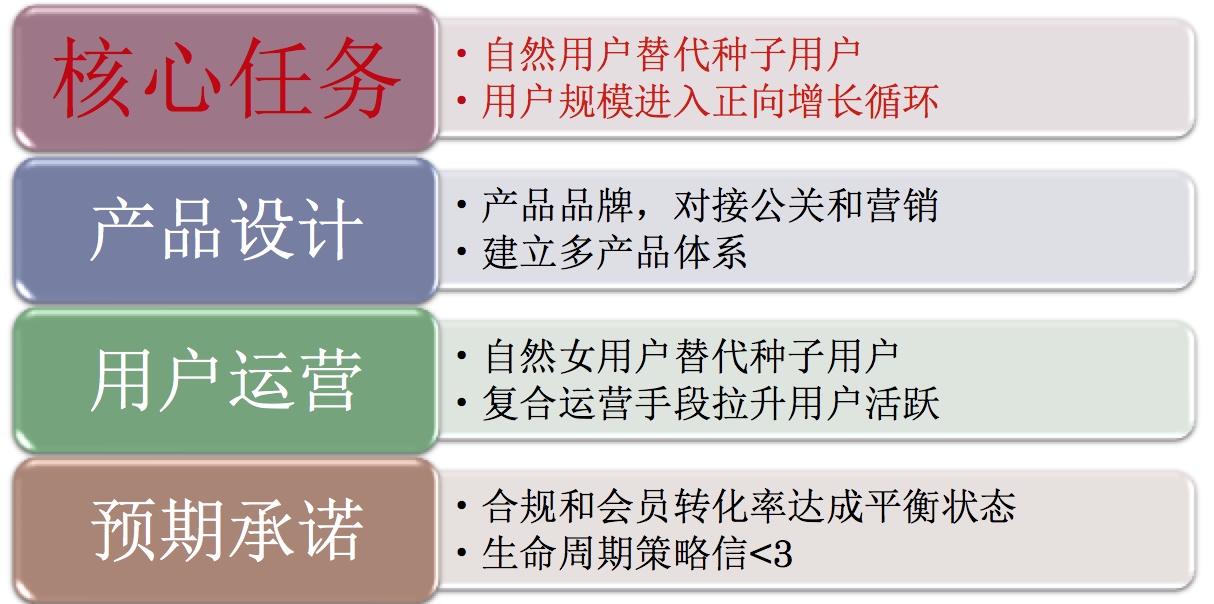 核心任务
• 自然用户替代种子用户
• 用户规模进入正向增长循环
产品设计
• 产品品牌，对接公关和营销
• 建立多产品体系
用户运营
• 自然女用户替代种子用户
• 复合运营手段拉升用户活跃
预期承诺
• 合规和会员转化率达成平衡状态
• 生命周期策略信<3